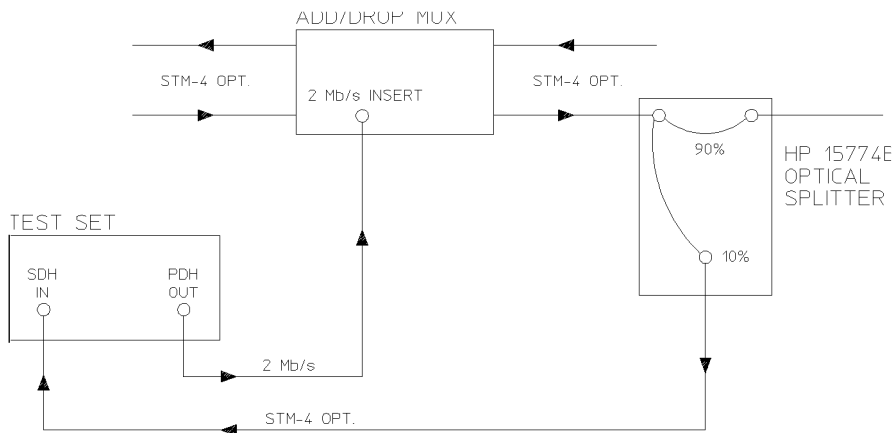 ADD/DROP MUX
STM-4 OPT.
STM-4 OPT.
2 Mb/s INSERT
90%
HP 15774B
OPTICAL
SPLITTER
TEST SET
SDH
IN
PDH
OUT
10%
2 Mb/s
STM-4 OPT.